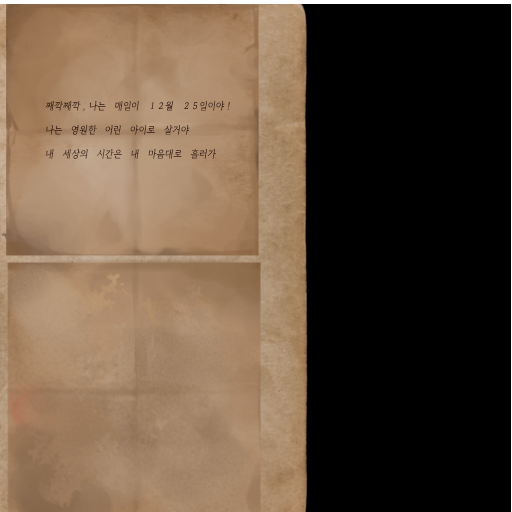 째깍째깍, 나는 매일이 12월 25일이야!
나는 영원한 어린 아이로 살거야
내 세상의 시간은 내 마음대로 흘러가